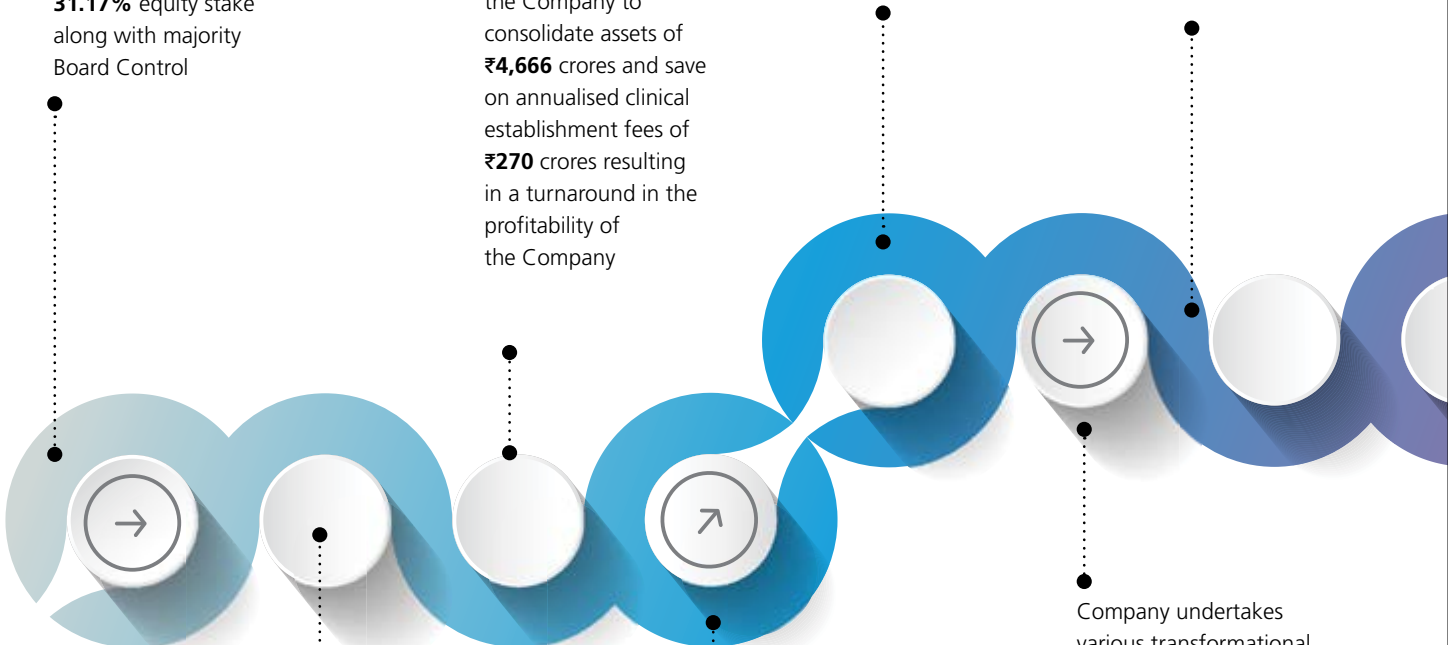 31.17% equity stake
along with majority
Board Control
the Company to
consolidate assets of
₹4,666 crores and save
on annualised clinical
establishment fees of
₹270 crores resulting
in a turnaround in the
profitability of
the Company
Company undertakes
various transformational